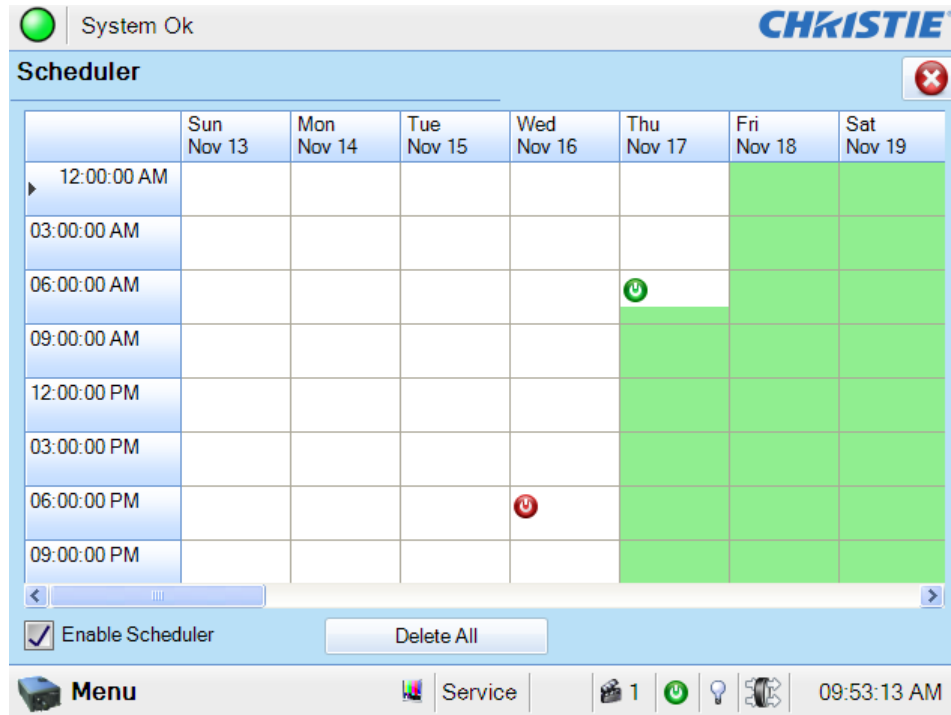 System Ok
CHRISTIE
Scheduler
Sun Mon Tue Wed Thu Fri Sat
Nov 13 Nov 14 Nov 15 Nov 16 Nov 17 Nov 18 Nov 19
12:00:00 AM
03:00:00 AM
06:00:00 AM
09:00:00 AM
12:00:00 PM
03:00:00 PM
06:00:00 PM
09:00:00 PM
Enable Scheduler Delete All
Menu Service 1 09:53:13 AM